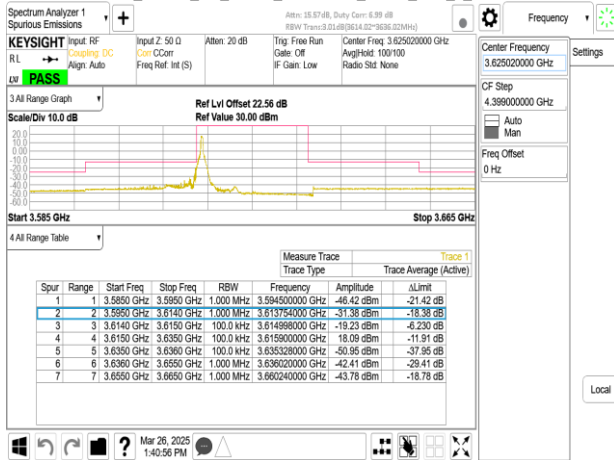 Spectrum Analyzer 1
Spurious Emissions
Attn: 15.57dB, Duty Corr: 6.99 dB
RBW Trans:3.01dB(3614.02~3636.02MHz)
Frequency
Settings
KEYSIGHT
RL
LXI
PASS
Input: RF
Coupling: DC
Align: Auto
Input Z: 50 Ω
Corr CCorr
Freq Ref: Int (S)
Atten: 20 dB
Trig: Free Run
Gate: Off
IF Gain: Low
Center Freq: 3.625020000 GHz
Avg|Hold: 100/100
Radio Std: None
Center Frequency
3.625020000 GHz
CF Step
4.399000000 GHz
Auto
Man
Freq Offset
0 Hz
3 All Range Graph
Scale/Div 10.0 dB
Ref Lvl Offset 22.56 dB
Ref Value 30.00 dBm
20.0
10.0
0.00
-10.0
-20.0
-30.0
-40.0
-50.0
-60.0
Start 3.585 GHz
Stop 3.665 GHz
4 All Range Table
Measure Trace Trace 1
Trace Type Trace Average (Active)
Spur Range Start Freq Stop Freq RBW Frequency Amplitude ΔLimit
1 1 3.5850 GHz 3.5950 GHz 1.000 MHz 3.594500000 GHz -46.42 dBm -21.42 dB
2 2 3.5950 GHz 3.6140 GHz 1.000 MHz 3.613754000 GHz -31.38 dBm -18.38 dB
3 3 3.6140 GHz 3.6150 GHz 100.0 kHz 3.614998000 GHz -19.23 dBm -6.230 dB
4 4 3.6150 GHz 3.6350 GHz 100.0 kHz 3.615900000 GHz 18.09 dBm -11.91 dB
5 5 3.6350 GHz 3.6360 GHz 100.0 kHz 3.635328000 GHz -50.95 dBm -37.95 dB
6 6 3.6360 GHz 3.6550 GHz 1.000 MHz 3.636020000 GHz -42.41 dBm -29.41 dB
7 7 3.6550 GHz 3.6650 GHz 1.000 MHz 3.660240000 GHz -43.78 dBm -18.78 dB
Local
?
Mar 26, 2025
1:40:56 PM